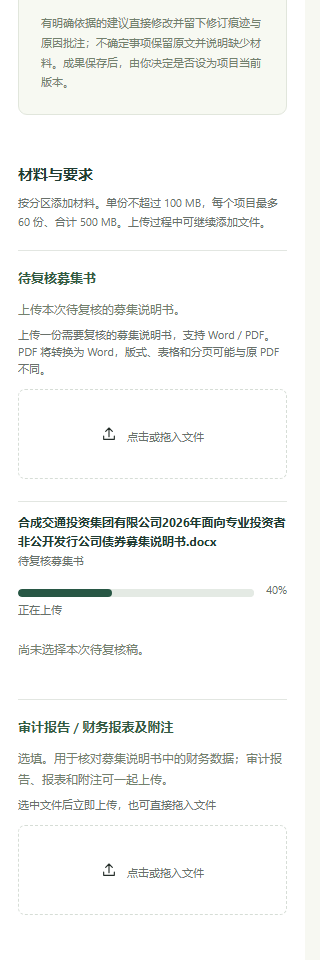 有明确依据的建议直接修改并留下修订痕迹与
原因批注；不确定事项保留原文并说明缺少材
料。成果保存后，由你决定是否设为项目当前
版本。
材料与要求
按分区添加材料。单份不超过 100 MB，每个项目最多
60 份、合计 500 MB。上传过程中可继续添加文件。
待复核募集书
上传本次待复核的募集说明书。
上传一份需要复核的募集说明书，支持 Word / PDF。
PDF 将转换为 Word，版式、表格和分页可能与原 PDF
不同。
点击或拖入文件
合成交通投资集团有限公司2026年面向专业投资者
非公开发行公司债券募集说明书.docx
待复核募集书
40%
正在上传
尚未选择本次待复核稿。
审计报告 / 财务报表及附注
选填。用于核对募集说明书中的财务数据；审计报
告、报表和附注可一起上传。
选中文件后立即上传，也可直接拖入文件
点击或拖入文件